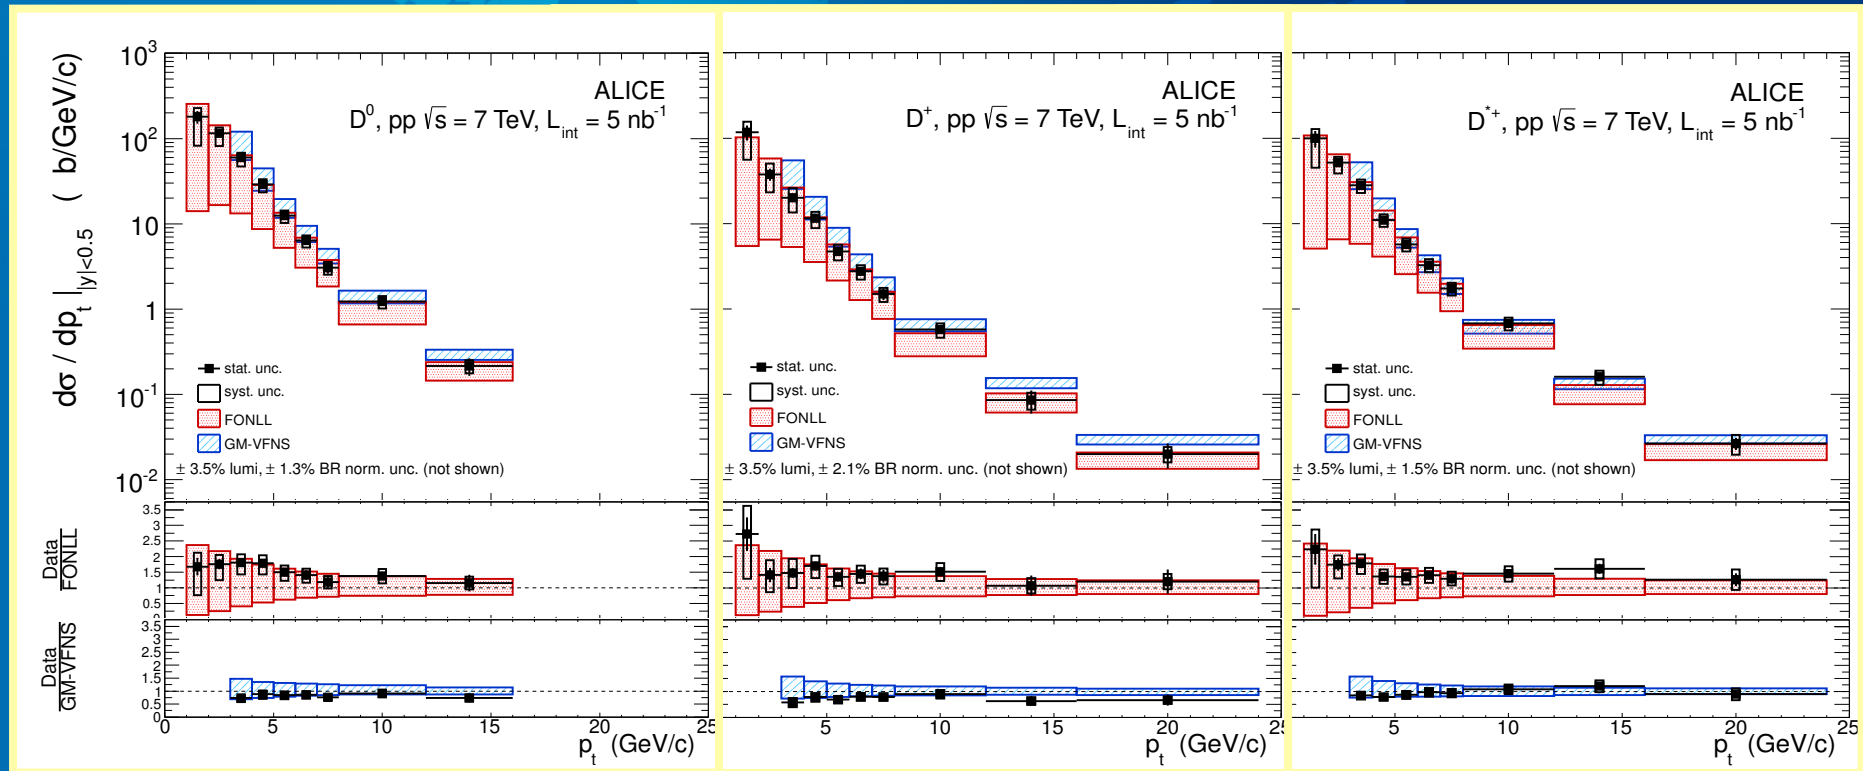 dσ / dp_t |_|y|<0.5 ( b/GeV/c)
10^3
10^2
10
1
10^-1
10^-2
ALICE
D^0, pp √s = 7 TeV, L_int = 5 nb^-1
stat. unc.
syst. unc.
FONLL
GM-VFNS
± 3.5% lumi, ± 1.3% BR norm. unc. (not shown)
Data
FONLL
3.5
3
2.5
2
1.5
1
0.5
Data
GM-VFNS
3.5
3
2.5
2
1.5
1
0.5
0
0 5 10 15 20 25
p_t (GeV/c)
ALICE
D^+, pp √s = 7 TeV, L_int = 5 nb^-1
stat. unc.
syst. unc.
FONLL
GM-VFNS
± 3.5% lumi, ± 2.1% BR norm. unc. (not shown)
5 10 15 20 25
p_t (GeV/c)
ALICE
D^*+, pp √s = 7 TeV, L_int = 5 nb^-1
stat. unc.
syst. unc.
FONLL
GM-VFNS
± 3.5% lumi, ± 1.5% BR norm. unc. (not shown)
5 10 15 20 25
p_t (GeV/c)